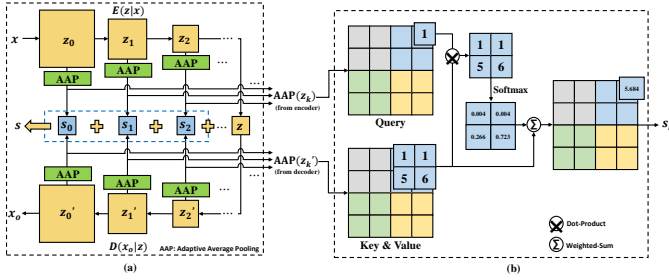 E(z|x)
x
z0
z1
z2
...
AAP
AAP
AAP
...
AAP(zk)
(from encoder)
S
s0
s1
s2
...
z
AAP(zk')
(from decoder)
AAP
AAP
AAP
...
xo
z0'
z1'
z2'
...
D(xo|z)
AAP: Adaptive Average Pooling
(a)
1
Query
1 1
5 6
Softmax
0.004 0.004
0.266 0.723
Σ
5.684
1 1
5 6
Key & Value
Dot-Product
Σ Weighted-Sum
(b)